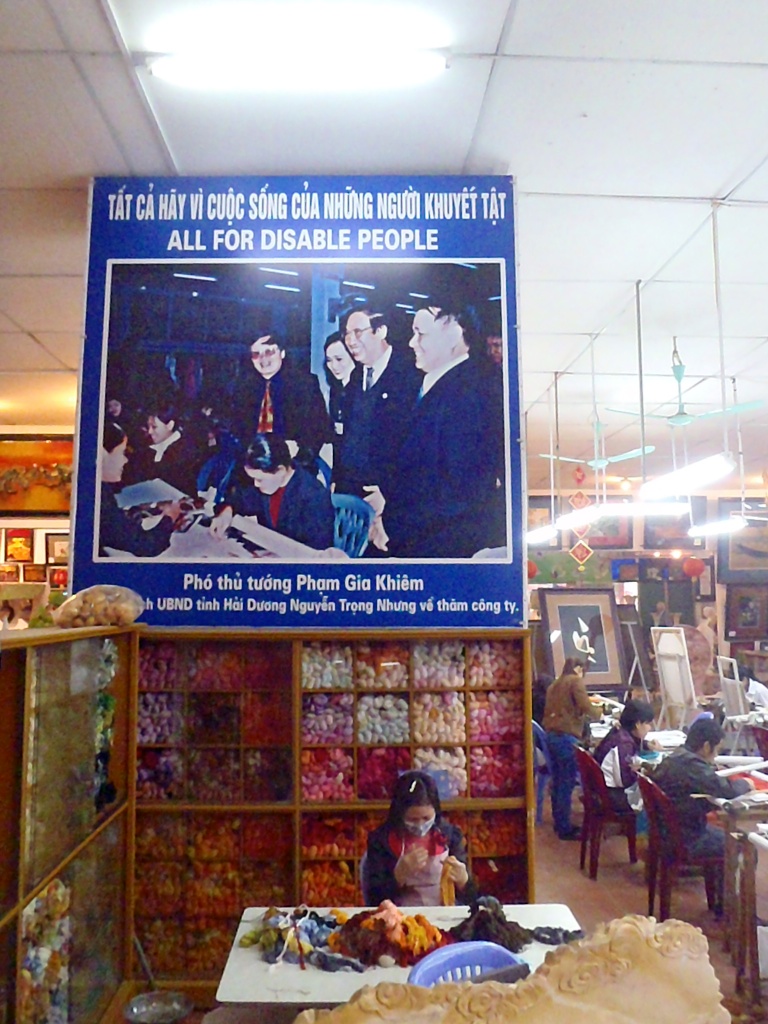 TẤT CẢ HÃY VÌ CUỘC SỐNG CỦA NHỮNG NGƯỜI KHUYẾT TẬT
ALL FOR DISABLE PEOPLE
Phó thủ tướng Phạm Gia Khiêm
UBND tỉnh Hải Dương Nguyễn Trọng Nhưng về thăm công ty.